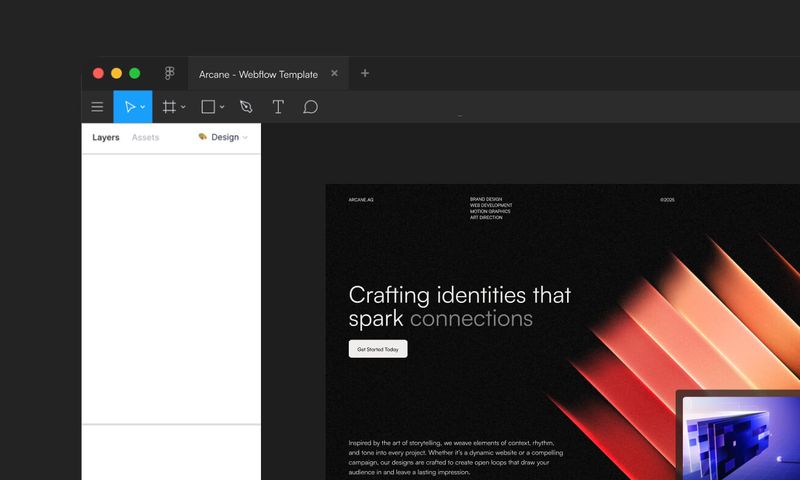 Arcane - Webflow Template
Layers
Assets
Design
ARCANE.AG
BRAND DESIGN
WEB DEVELOPMENT
MOTION GRAPHICS
ART DIRECTION
©2025
Crafting identities that
spark connections
Get Started Today
Inspired by the art of storytelling, we weave elements of context, rhythm,
and tone into every project. Whether it's a dynamic website or a compelling
campaign, our designs are crafted to create open loops that draw your
audience in and leave a lasting impression.